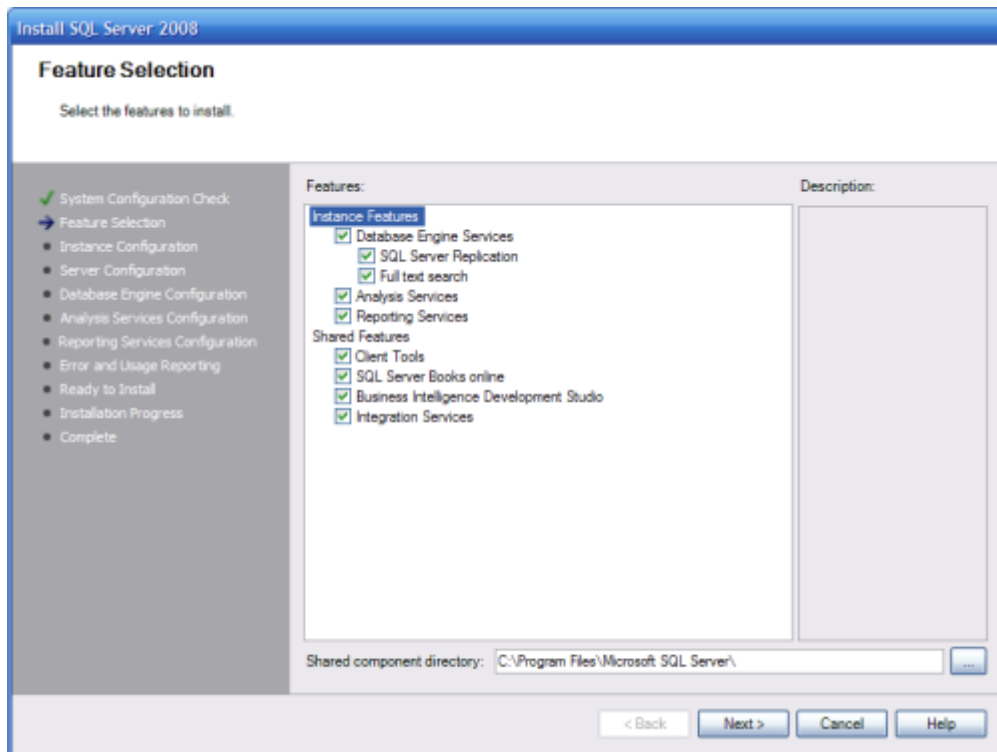 Install SQL Server 2008
Feature Selection
Select the features to install.
System Configuration Check
Feature Selection
Instance Configuration
Server Configuration
Database Engine Configuration
Analysis Services Configuration
Reporting Services Configuration
Error and Usage Reporting
Ready to Install
Installation Progress
Complete
Features:
Instance Features
Database Engine Services
SQL Server Replication
Full text search
Analysis Services
Reporting Services
Shared Features
Client Tools
SQL Server Books online
Business Intelligence Development Studio
Integration Services
Description:
Shared component directory: C:\Program Files\Microsoft SQL Server\ ...
< Back Next > Cancel Help